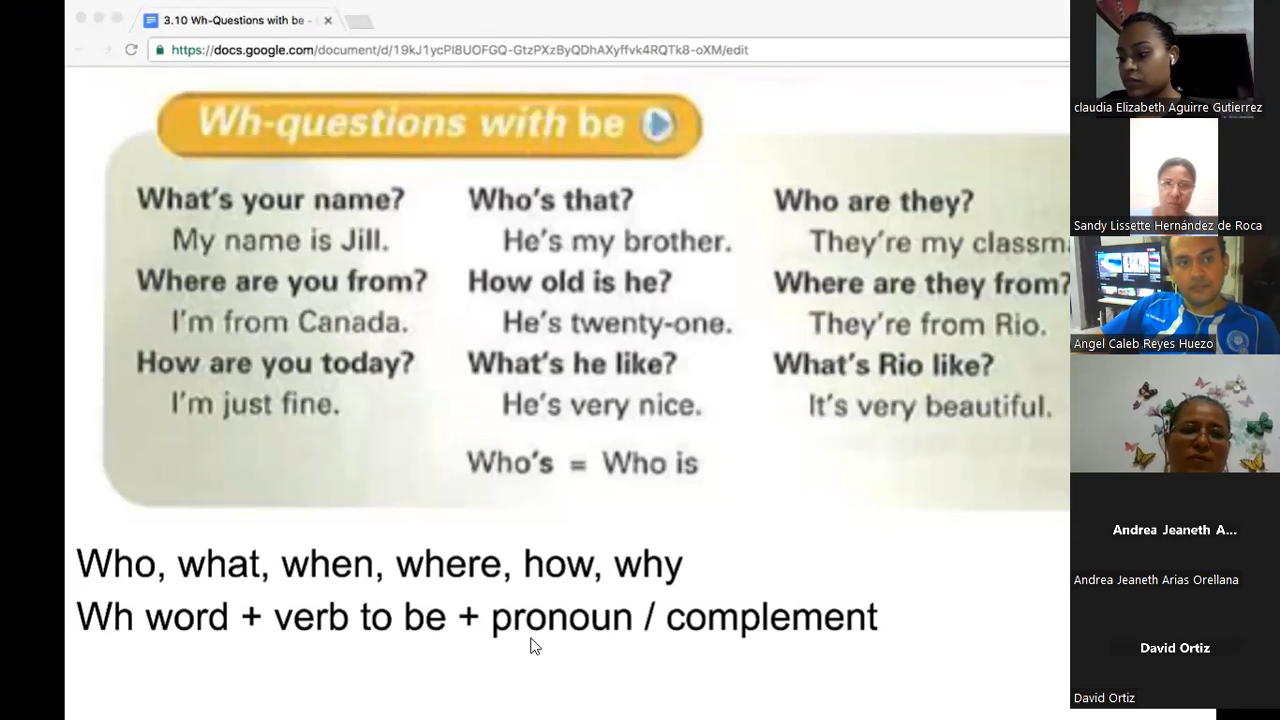 3.10 Wh-Questions with be -
https://docs.google.com/document/d/19kJ1ycPl8UOFGQ-GtzPXzByQDhAXyffvk4RQTk8-oXM/edit
Wh-questions with be
What's your name?
My name is Jill.
Where are you from?
I'm from Canada.
How are you today?
I'm just fine.
Who's that?
He's my brother.
How old is he?
He's twenty-one.
What's he like?
He's very nice.
Who's = Who is
Who are they?
They're my classm
Where are they from?
They're from Rio.
What's Rio like?
It's very beautiful.
Who, what, when, where, how, why
Wh word + verb to be + pronoun / complement
claudia Elizabeth Aguirre Gutierrez
Sandy Lissette Hernández de Roca
Angel Caleb Reyes Huezo
Andrea Jeaneth A...
Andrea Jeaneth Arias Orellana
David Ortiz
David Ortiz